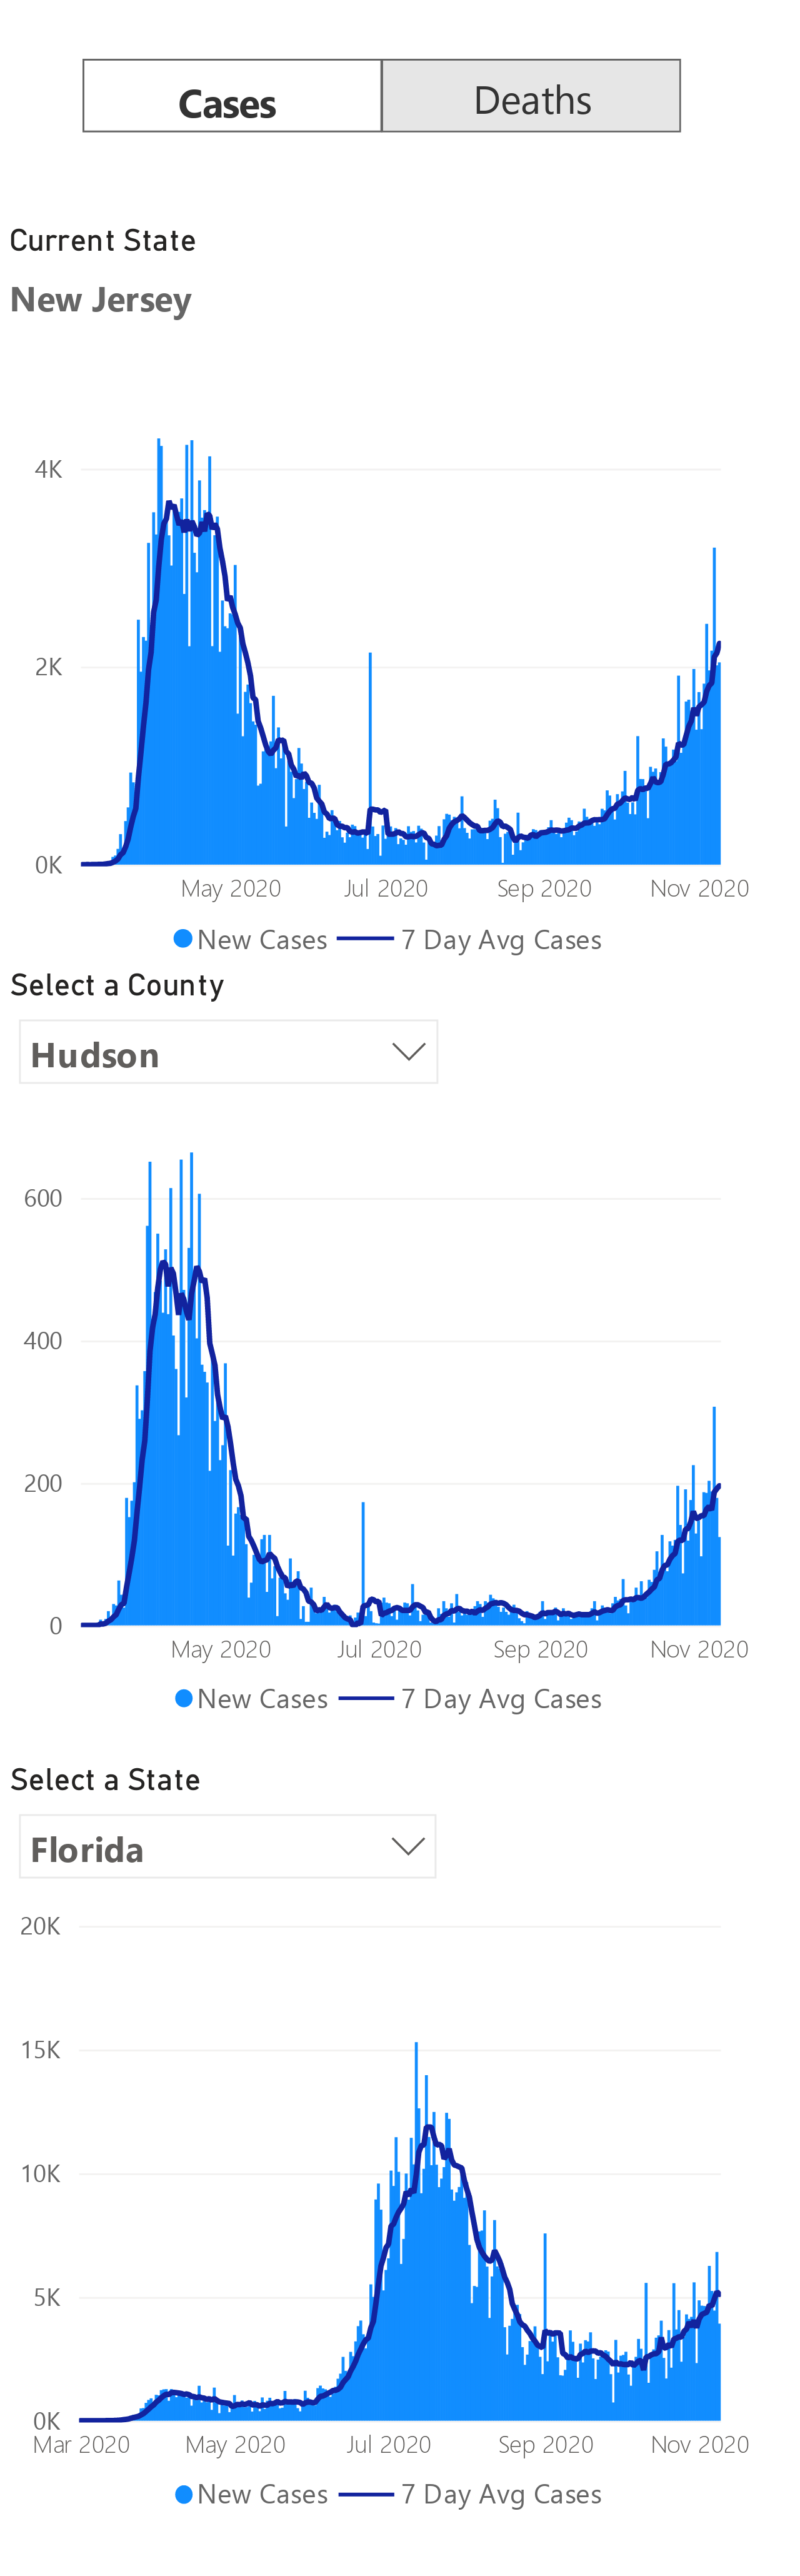 Cases Deaths
Current State
New Jersey
4K
2K
0K
May 2020 Jul 2020 Sep 2020 Nov 2020
New Cases 7 Day Avg Cases
Select a County
Hudson
600
400
200
0
May 2020 Jul 2020 Sep 2020 Nov 2020
New Cases 7 Day Avg Cases
Select a State
Florida
20K
15K
10K
5K
0K
Mar 2020 May 2020 Jul 2020 Sep 2020 Nov 2020
New Cases 7 Day Avg Cases